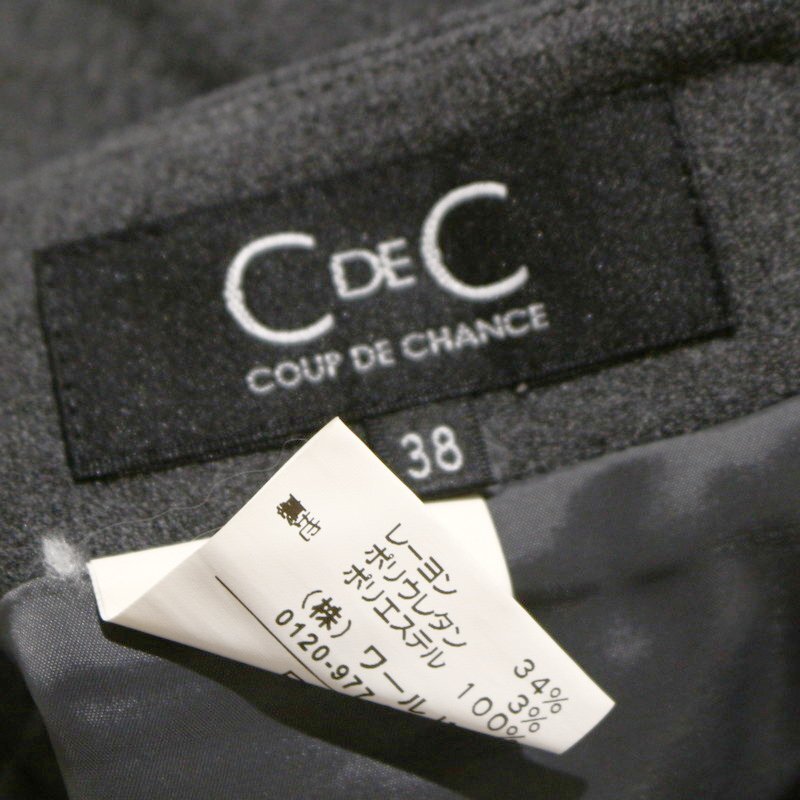 C DE C
COUP DE CHANCE
38
レーヨン 34%
ポリウレタン 3%
裏地 ポリエステル 100%
(株)ワールド
0120-977